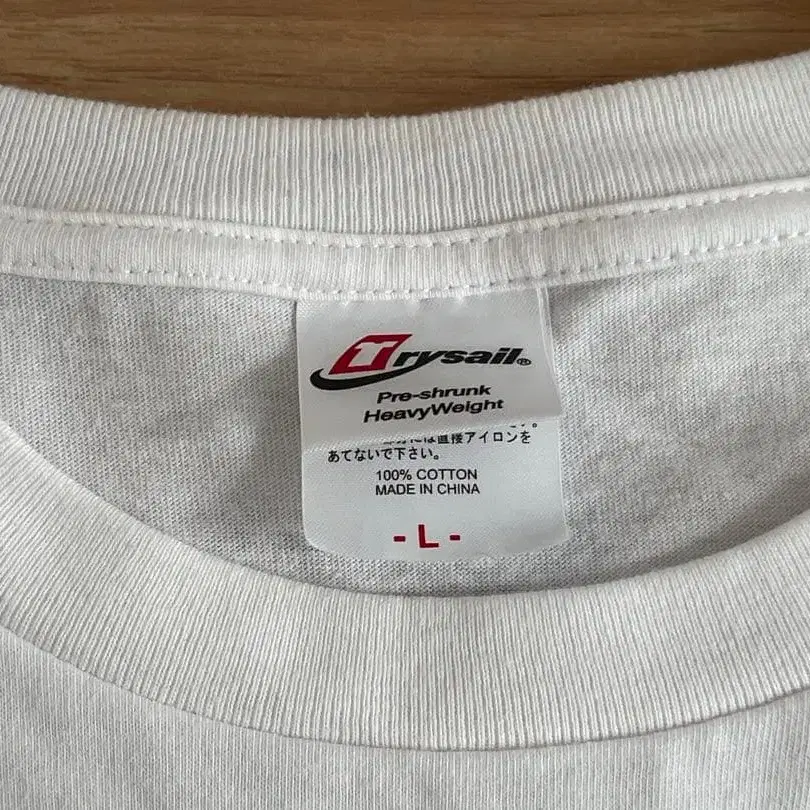 Trysail®
Pre-shrunk
HeavyWeight
には直接アイロンを
あてないで下さい。
100% COTTON
MADE IN CHINA
- L -